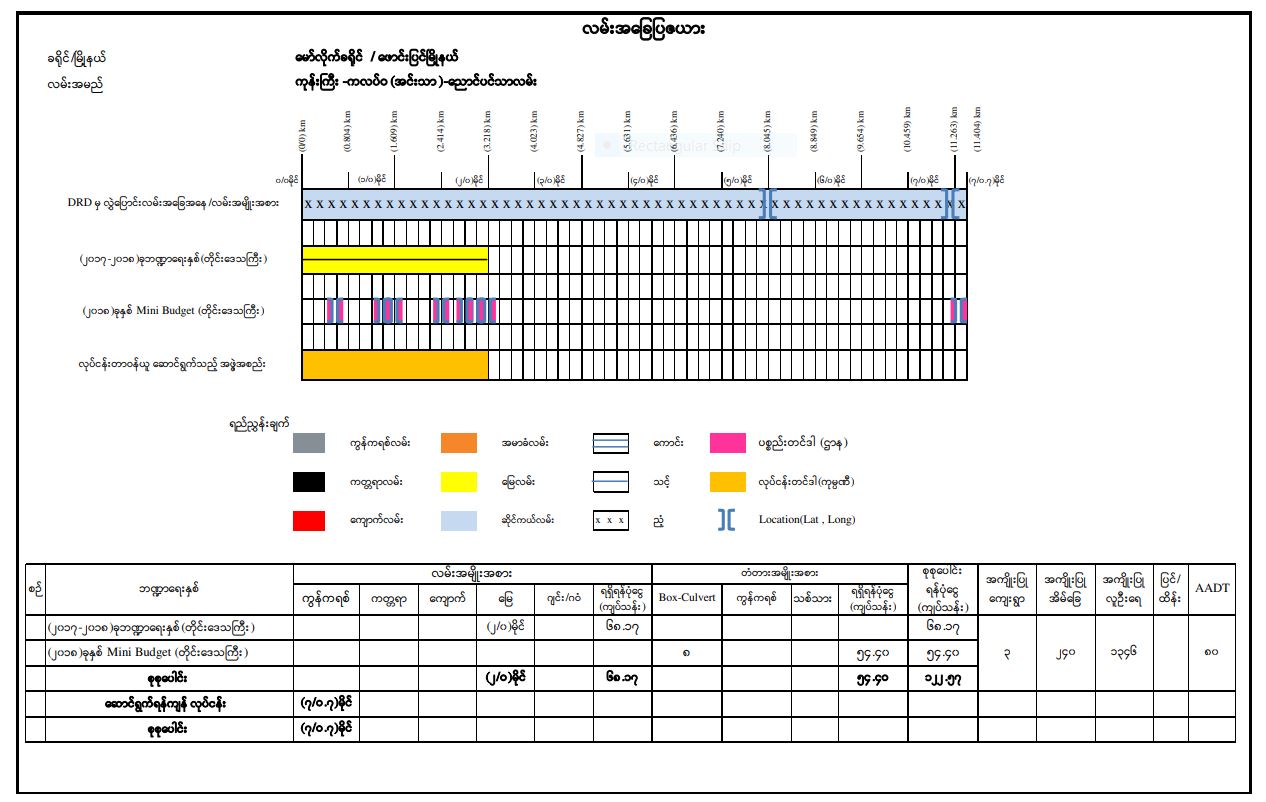 လမ်းအခြေပြဇယား
ခရိုင်/မြို့နယ် မော်လိုက်ခရိုင် / ဖောင်းပြင်မြို့နယ်
လမ်းအမည် ကုန်းကြီး -ကလပ်ဝ (အင်းသာ )-ညောင်ပင်သာလမ်း
(0/0) km (0.804) km (1.609) km (2.414) km (3.218) km (4.023) km (4.827) km (5.631) km (6.436) km (7.240) km (8.045) km (8.849) km (9.654) km (10.459) km (11.263) km (11.404) km
Rectangular Snip
၀/၀မိုင် (၁/၀)မိုင် (၂/၀)မိုင် (၃/၀)မိုင် (၄/၀)မိုင် (၅/၀)မိုင် (၆/၀)မိုင် (၇/၀)မိုင် (၇/၀.၇)မိုင်
DRD မှ လွှဲပြောင်းလမ်းအခြေအနေ /လမ်းအမျိုးအစား x x x x x x x x x x x x x x x x x x x x x x x x x x x x x x x x x x x x x x x x x x x x x x x x x x x x x x x x
(၂၀၁၇-၂၀၁၈)ခုဘဏ္ဍာရေးနှစ်(တိုင်းဒေသကြီး)
(၂၀၁၈)ခုနှစ် Mini Budget (တိုင်းဒေသကြီး)
လုပ်ငန်းတာဝန်ယူ ဆောင်ရွက်သည့် အဖွဲ့အစည်း
ရည်ညွှန်းချက်
ကွန်ကရစ်လမ်း အမာခံလမ်း ကောင်း ပစ္စည်းတင်ဒါ (ဌာန)
ကတ္တရာလမ်း မြေလမ်း သင့် လုပ်ငန်းတင်ဒါ(ကုမ္ပဏီ)
ကျောက်လမ်း ဆိုင်ကယ်လမ်း x x x ညံ့ Location(Lat , Long)
စဉ် ဘဏ္ဍာရေးနှစ် လမ်းအမျိုးအစား တံတားအမျိုးအစား စုစုပေါင်း ရန်ပုံငွေ (ကျပ်သန်း) အကျိုးပြု ကျေးရွာ အကျိုးပြု အိမ်ခြေ အကျိုးပြု လူဦးရေ ပြင်/ ထိန်း AADT
ကွန်ကရစ် ကတ္တရာ ကျောက် မြေ ဂျင်း/ဂဝံ ရရှိရန်ပုံငွေ (ကျပ်သန်း) Box-Culvert ကွန်ကရစ် သစ်သား ရရှိရန်ပုံငွေ (ကျပ်သန်း)
(၂၀၁၇-၂၀၁၈)ခုဘဏ္ဍာရေးနှစ်(တိုင်းဒေသကြီး) (၂/၀)မိုင် ၆၈.၁၇ ၆၈.၁၇
(၂၀၁၈)ခုနှစ် Mini Budget (တိုင်းဒေသကြီး) ၈ ၅၄.၄၀ ၅၄.၄၀ ၃ ၂၄၀ ၁၃၄၆ ၈၀
စုစုပေါင်း (၂/၀)မိုင် ၆၈.၁၇ ၅၄.၄၀ ၁၂၂.၅၇
ဆောင်ရွက်ရန်ကျန် လုပ်ငန်း (၇/၀.၇)မိုင်
စုစုပေါင်း (၇/၀.၇)မိုင်